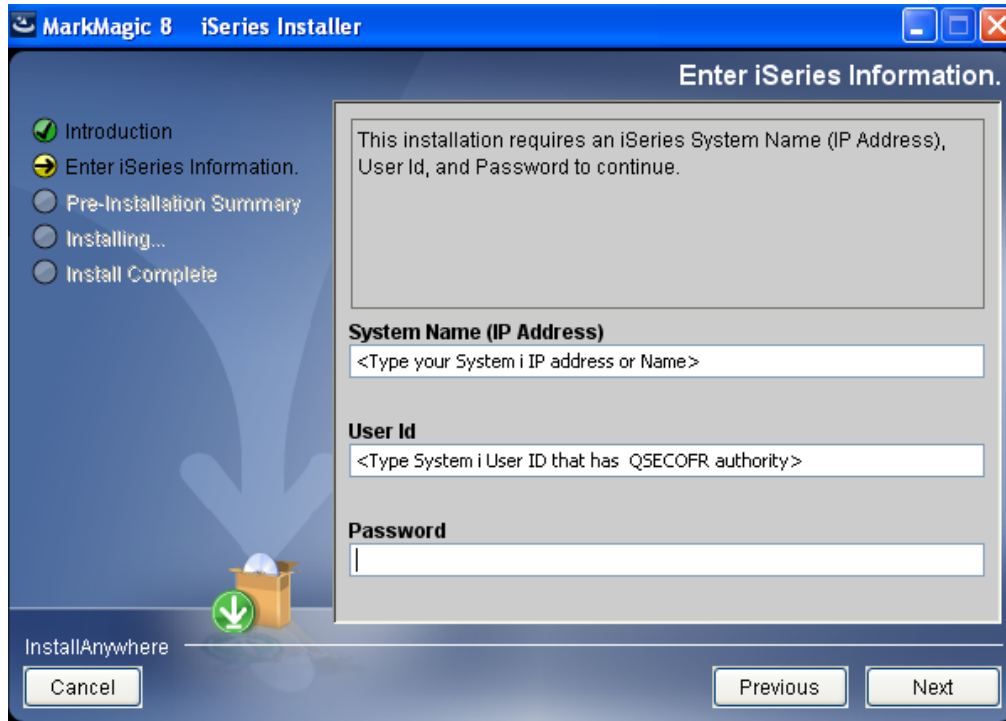 MarkMagic 8 iSeries Installer
Enter iSeries Information.
Introduction
Enter iSeries Information.
Pre-Installation Summary
Installing...
Install Complete
This installation requires an iSeries System Name (IP Address),
User Id, and Password to continue.
System Name (IP Address)
<Type your System i IP address or Name>
User Id
<Type System i User ID that has QSECOFR authority>
Password
InstallAnywhere
Cancel
Previous
Next